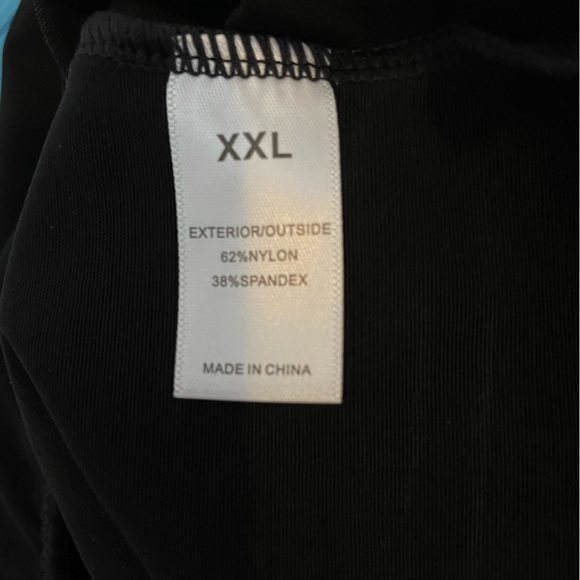 XXL
EXTERIOR/OUTSIDE
62%NYLON
38%SPANDEX
MADE IN CHINA